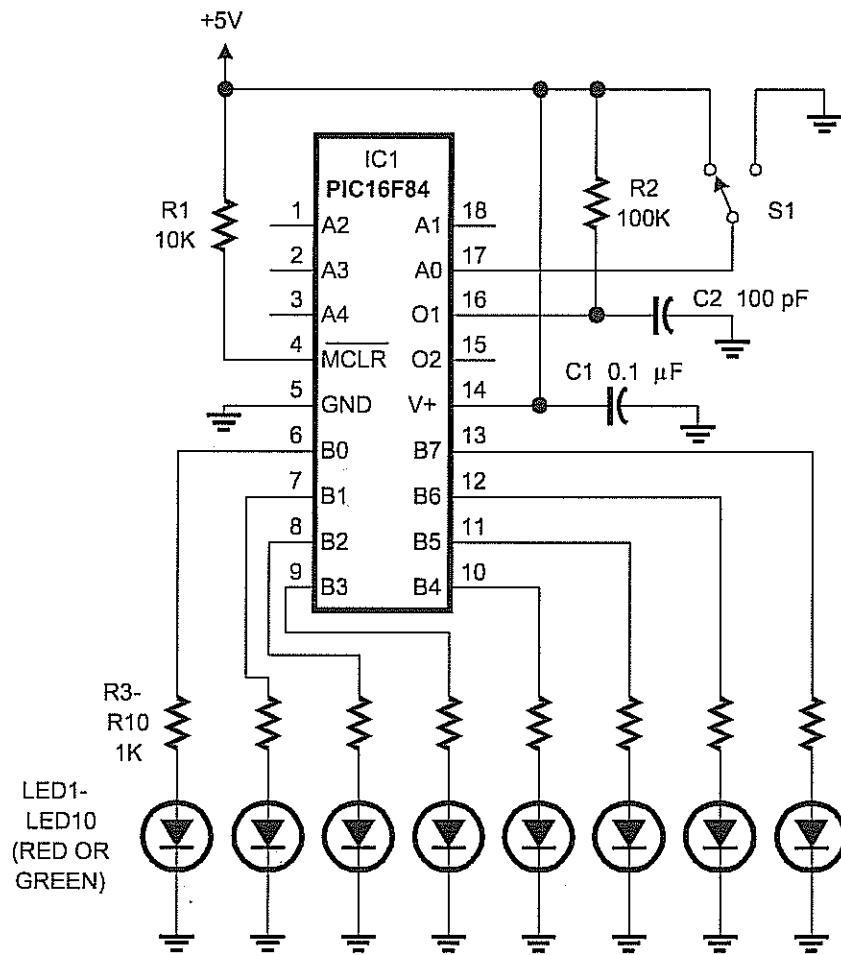 +5V
IC1
PIC16F84
R1
10K
R2
100K
S1
1 A2 A1 18
2 A3 A0 17
3 A4 O1 16
C2 100 pF
4 MCLR O2 15
C1 0.1 µF
5 GND V+ 14
6 B0 B7 13
7 B1 B6 12
8 B2 B5 11
9 B3 B4 10
R3-
R10
1K
LED1-
LED10
(RED OR
GREEN)